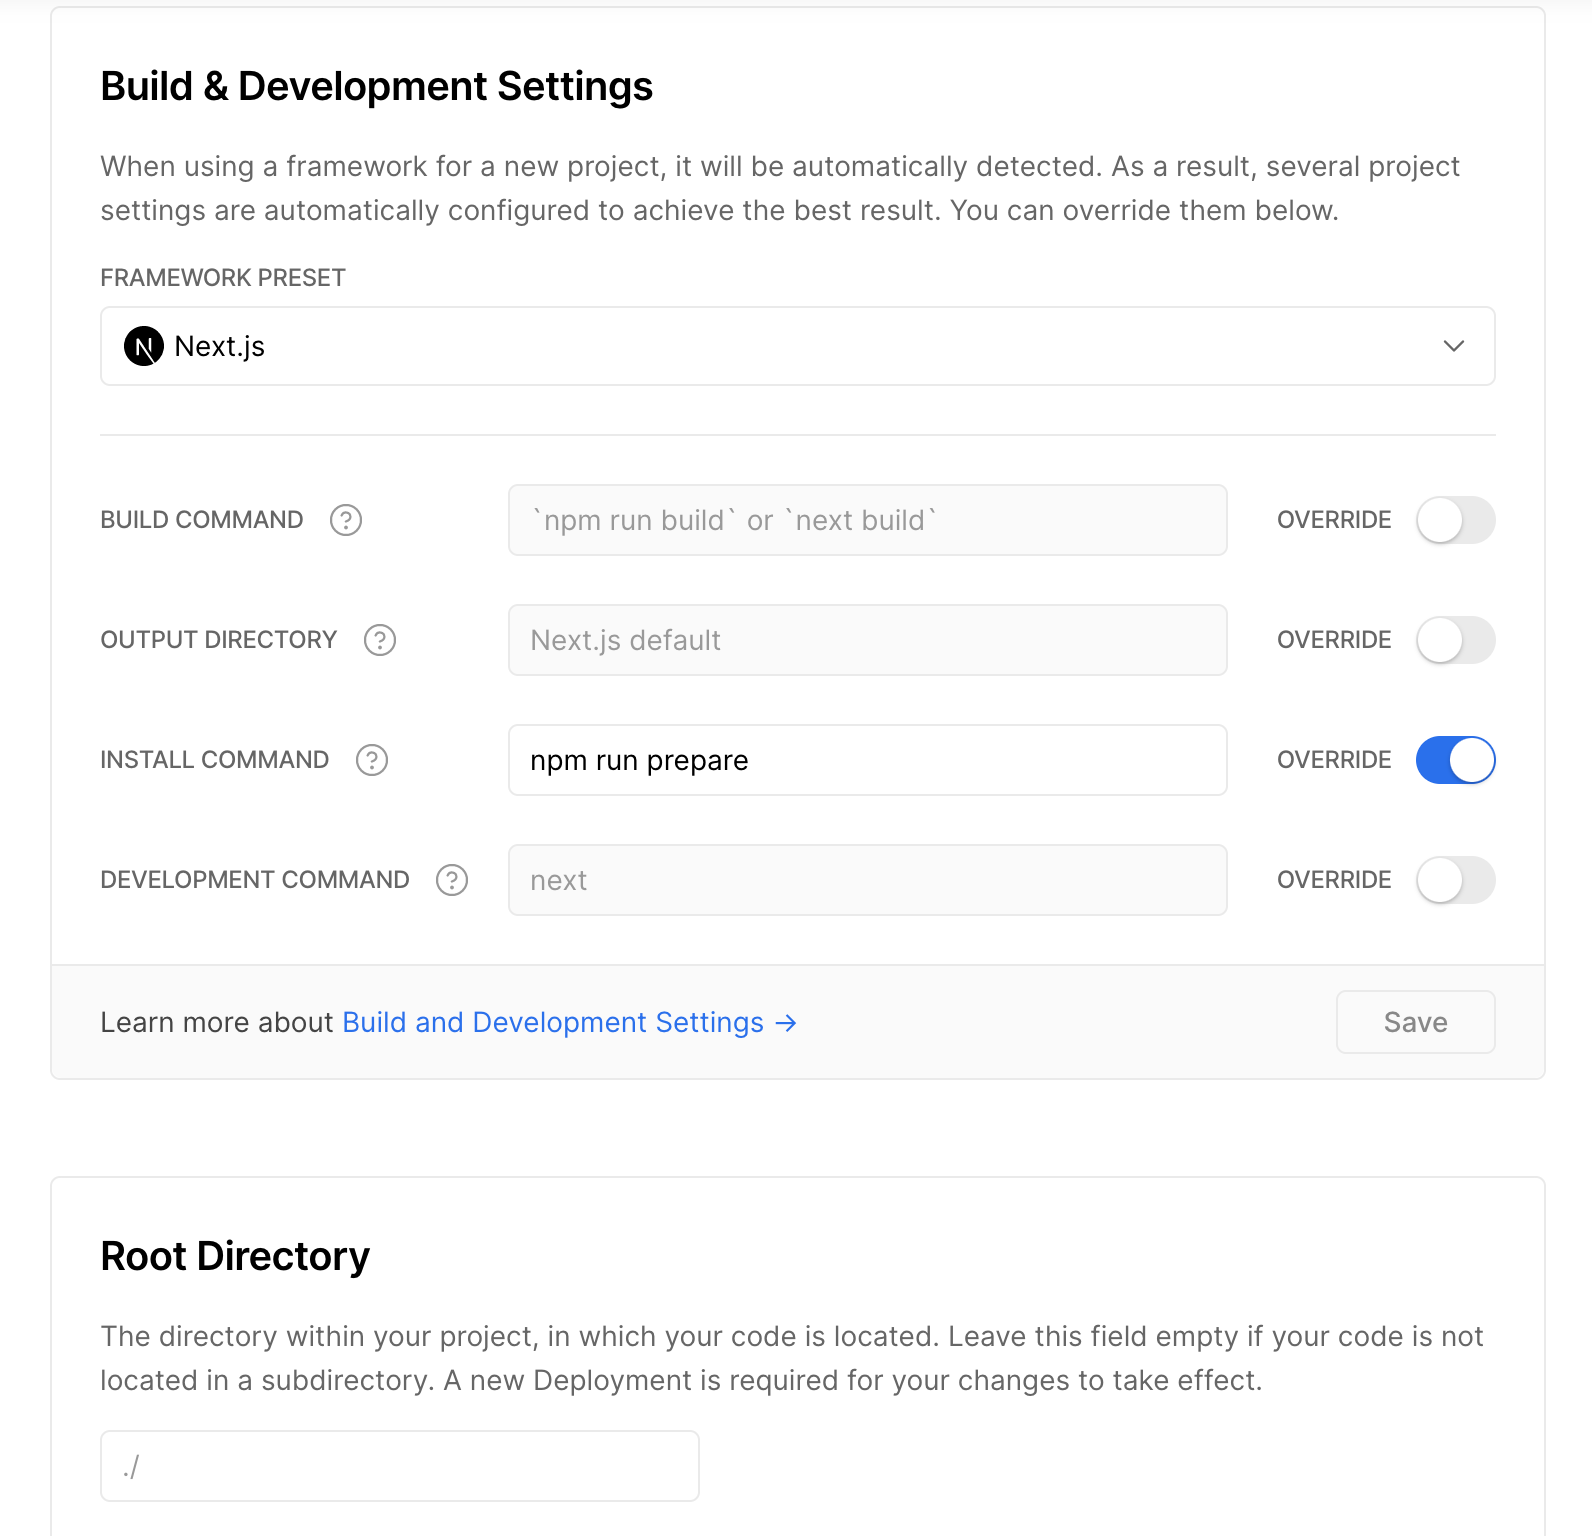 Build & Development Settings
When using a framework for a new project, it will be automatically detected. As a result, several project
settings are automatically configured to achieve the best result. You can override them below.
FRAMEWORK PRESET
N Next.js
BUILD COMMAND ? `npm run build` or `next build` OVERRIDE
OUTPUT DIRECTORY ? Next.js default OVERRIDE
INSTALL COMMAND ? npm run prepare OVERRIDE
DEVELOPMENT COMMAND ? next OVERRIDE
Learn more about Build and Development Settings → Save
Root Directory
The directory within your project, in which your code is located. Leave this field empty if your code is not
located in a subdirectory. A new Deployment is required for your changes to take effect.
./